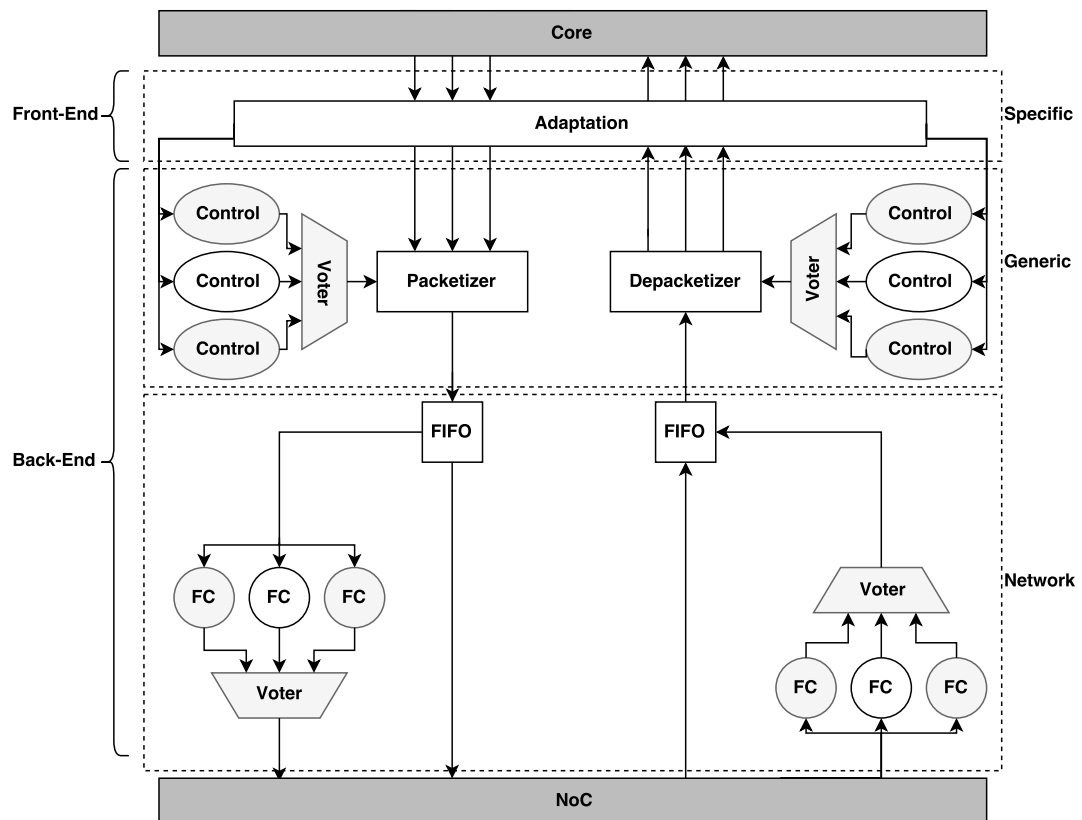 Core
Front-End
Specific
Adaptation
Control
Control
Control
Voter
Packetizer
Depacketizer
Voter
Control
Control
Control
Generic
Back-End
FIFO
FIFO
Network
FC
FC
FC
Voter
Voter
FC
FC
FC
NoC